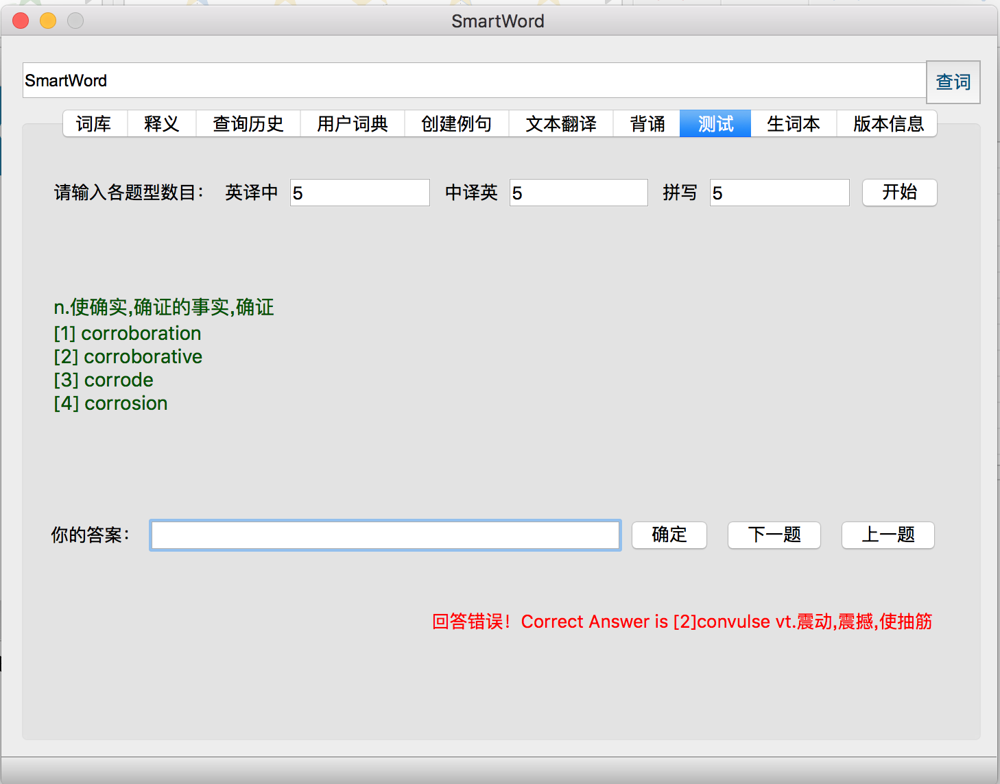 SmartWord
SmartWord 查词
词库 释义 查询历史 用户词典 创建例句 文本翻译 背诵 测试 生词本 版本信息
请输入各题型数目： 英译中 5 中译英 5 拼写 5 开始
n.使确实,确证的事实,确证
[1] corroboration
[2] corroborative
[3] corrode
[4] corrosion
你的答案： 确定 下一题 上一题
回答错误！Correct Answer is [2]convulse vt.震动,震撼,使抽筋